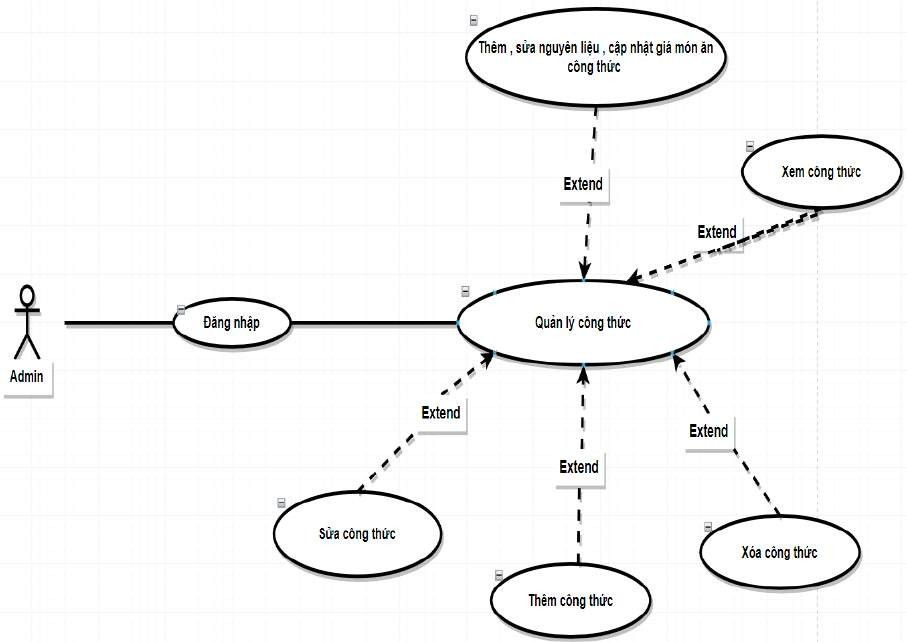 Thêm , sửa nguyên liệu , cập nhật giá món ăn
công thức
Xem công thức
Extend
Extend
Đăng nhập
Quản lý công thức
Admin
Extend
Extend
Extend
Sửa công thức
Xóa công thức
Thêm công thức